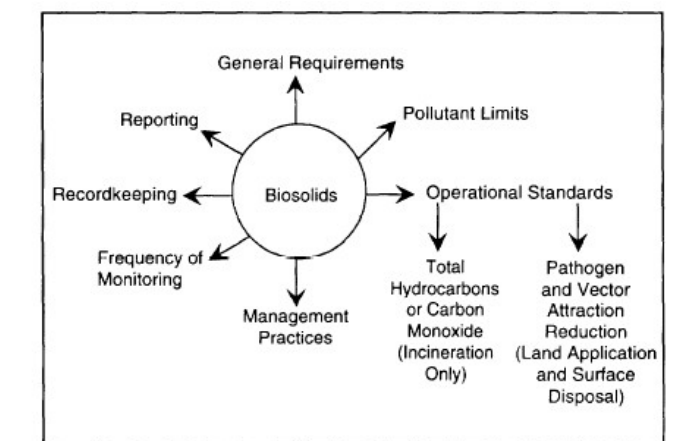 General Requirements
Reporting
Pollutant Limits
Recordkeeping
Biosolids
Operational Standards
Frequency of
Monitoring
Management
Practices
Total
Hydrocarbons
or Carbon
Monoxide
(Incineration
Only)
Pathogen
and Vector
Attraction
Reduction
(Land Application
and Surface
Disposal)